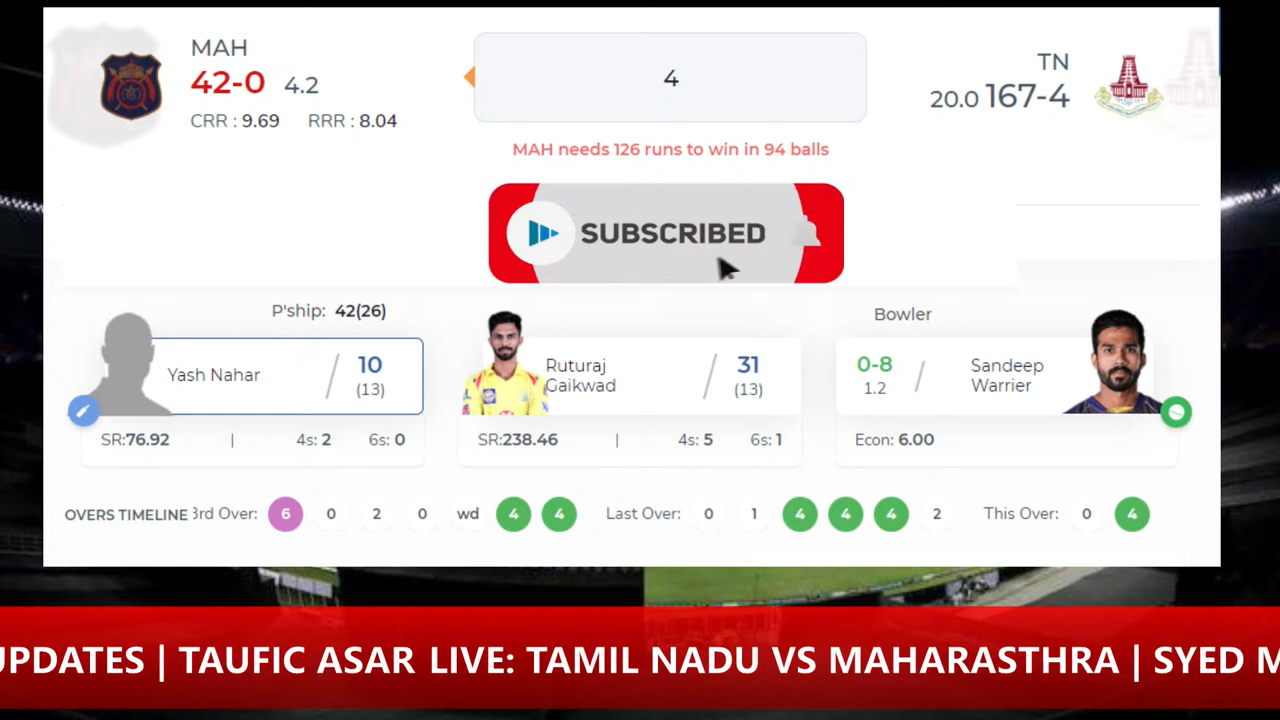 MAH
42-0 4.2
CRR : 9.69 RRR : 8.04
4
MAH needs 126 runs to win in 94 balls
TN
20.0 167-4
SUBSCRIBED
P'ship: 42(26)
Yash Nahar / 10
(13)
SR:76.92 | 4s: 2 6s: 0
Ruturaj
Gaikwad / 31
(13)
SR:238.46 | 4s: 5 6s: 1
Bowler
0-8 / Sandeep
1.2 Warrier
Econ: 6.00
OVERS TIMELINE 3rd Over: 6 0 2 0 wd 4 4 Last Over: 0 1 4 4 4 2 This Over: 0 4
UPDATES | TAUFIC ASAR LIVE: TAMIL NADU VS MAHARASTHRA | SYED M